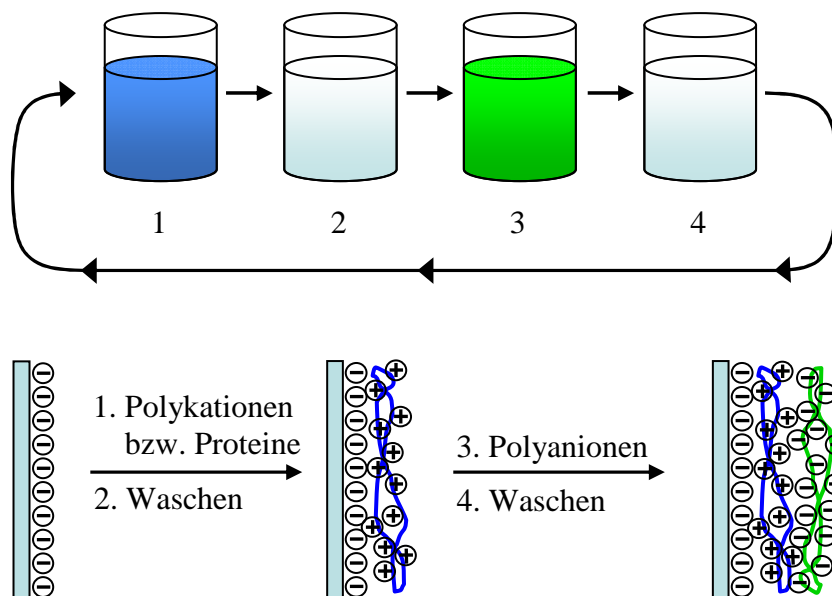 1 2 3 4
1. Polykationen
bzw. Proteine
2. Waschen
3. Polyanionen
4. Waschen